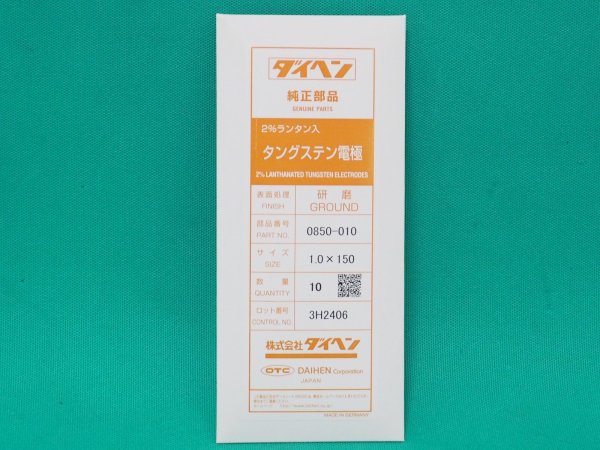 ダイヘン
純正部品
GENUINE PARTS
2%ランタン入
タングステン電極
2% LANTHANATED TUNGSTEN ELECTRODES
表面処理 研磨
FINISH GROUND
部品番号
PART NO. 0850-010
サイズ
SIZE 1.0×150
数量
QUANTITY 10
ロット番号
CONTROL NO 3H2406
株式会社ダイヘン
OTC DAIHEN Corporation
JAPAN
MADE IN GERMANY